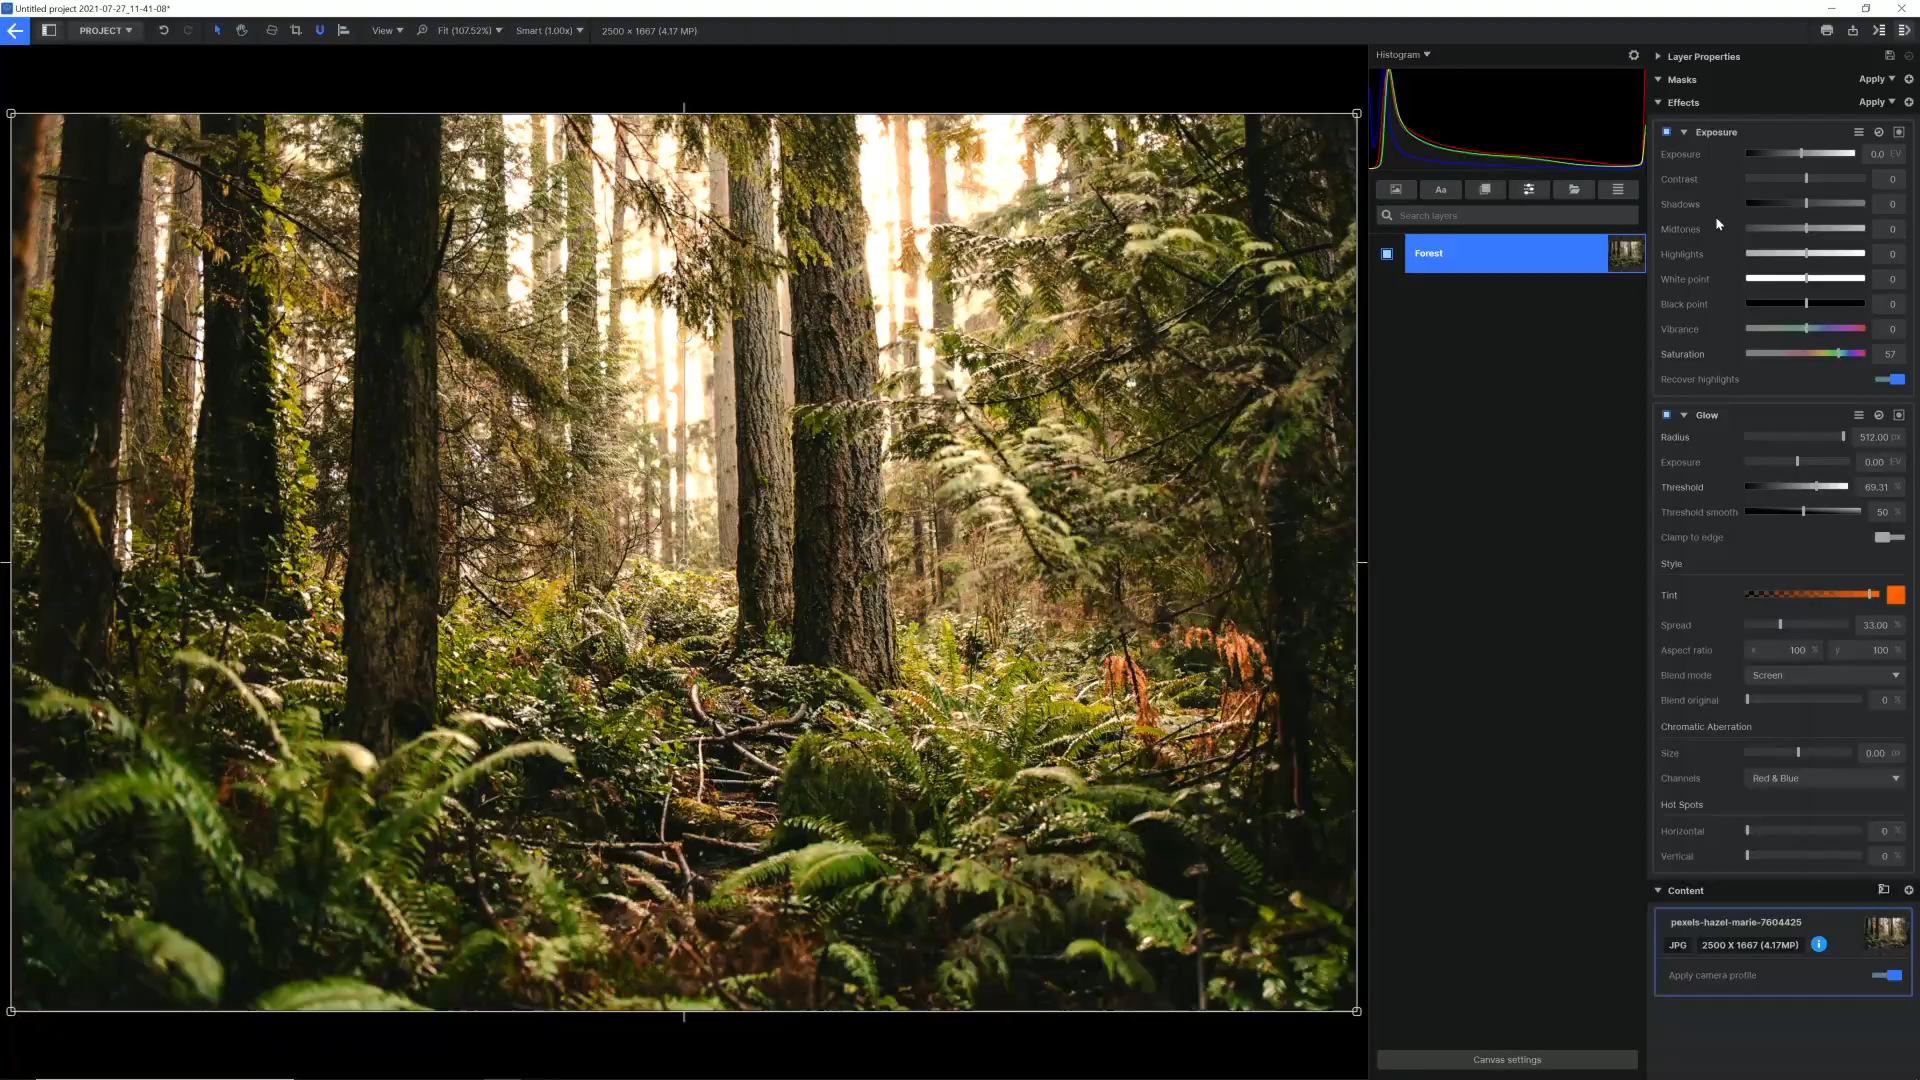 Untitled project 2021-07-27_11-41-08*
PROJECT
View
Fit (107.52%)
Smart (1.00x)
2500 × 1667 (4.17 MP)
Histogram
Aa
Search layers
Forest
Canvas settings
Layer Properties
Masks Apply
Effects Apply
Exposure
Exposure 0.0 EV
Contrast 0
Shadows 0
Midtones 0
Highlights 0
White point 0
Black point 0
Vibrance 0
Saturation 57
Recover highlights
Glow
Radius 512.00 px
Exposure 0.00 EV
Threshold 69.31 %
Threshold smooth 50 %
Clamp to edge
Style
Tint
Spread 33.00 %
Aspect ratio x 100 % y 100 %
Blend mode Screen
Blend original 0 %
Chromatic Aberration
Size 0.00 px
Channels Red & Blue
Hot Spots
Horizontal 0 %
Vertical 0 %
Content
pexels-hazel-marie-7604425
JPG 2500 X 1667 (4.17MP) i
Apply camera profile